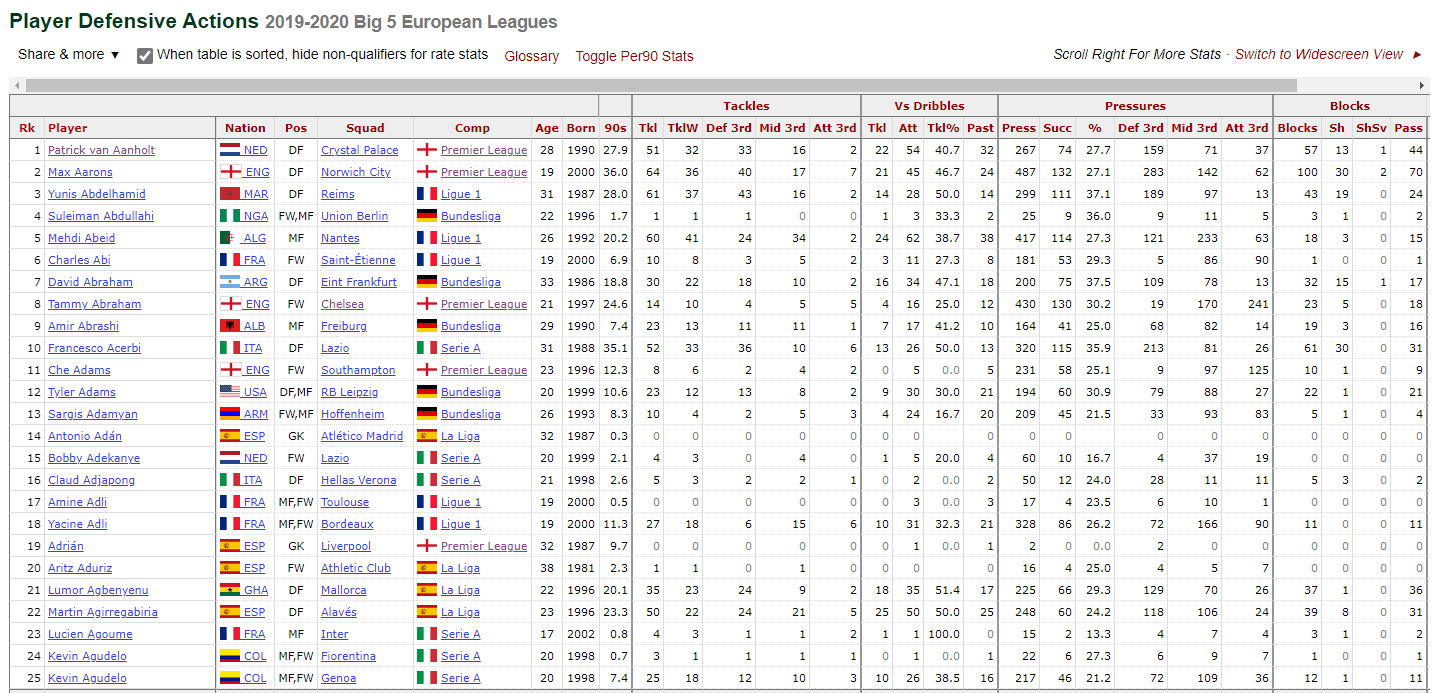 Player Defensive Actions 2019-2020 Big 5 European Leagues
Share & more ▼ When table is sorted, hide non-qualifiers for rate stats Glossary Toggle Per90 Stats Scroll Right For More Stats · Switch to Widescreen View ►
Tackles Vs Dribbles Pressures Blocks
Rk Player Nation Pos Squad Comp Age Born 90s Tkl TklW Def 3rd Mid 3rd Att 3rd Tkl Att Tkl% Past Press Succ % Def 3rd Mid 3rd Att 3rd Blocks Sh ShSv Pass
1 Patrick van Aanholt NED DF Crystal Palace Premier League 28 1990 27.9 51 32 33 16 2 22 54 40.7 32 267 74 27.7 159 71 37 57 13 1 44
2 Max Aarons ENG DF Norwich City Premier League 19 2000 36.0 64 36 40 17 7 21 45 46.7 24 487 132 27.1 283 142 62 100 30 2 70
3 Yunis Abdelhamid MAR DF Reims Ligue 1 31 1987 28.0 61 37 43 16 2 14 28 50.0 14 299 111 37.1 189 97 13 43 19 0 24
4 Suleiman Abdullahi NGA FW,MF Union Berlin Bundesliga 22 1996 1.7 1 1 1 0 0 1 3 33.3 2 25 9 36.0 9 11 5 3 1 0 2
5 Mehdi Abeid ALG MF Nantes Ligue 1 26 1992 20.2 60 41 24 34 2 24 62 38.7 38 417 114 27.3 121 233 63 18 3 0 15
6 Charles Abi FRA FW Saint-Étienne Ligue 1 19 2000 6.9 10 8 3 5 2 3 11 27.3 8 181 53 29.3 5 86 90 1 0 0 1
7 David Abraham ARG DF Eint Frankfurt Bundesliga 33 1986 18.8 30 22 18 10 2 16 34 47.1 18 200 75 37.5 109 78 13 32 15 1 17
8 Tammy Abraham ENG FW Chelsea Premier League 21 1997 24.6 14 10 4 5 5 4 16 25.0 12 430 130 30.2 19 170 241 23 5 0 18
9 Amir Abrashi ALB MF Freiburg Bundesliga 29 1990 7.4 23 13 11 11 1 7 17 41.2 10 164 41 25.0 68 82 14 19 3 0 16
10 Francesco Acerbi ITA DF Lazio Serie A 31 1988 35.1 52 33 36 10 6 13 26 50.0 13 320 115 35.9 213 81 26 61 30 0 31
11 Che Adams ENG FW Southampton Premier League 23 1996 12.3 8 6 2 4 2 0 5 0.0 5 231 58 25.1 9 97 125 10 1 0 9
12 Tyler Adams USA DF,MF RB Leipzig Bundesliga 20 1999 10.6 23 12 13 8 2 9 30 30.0 21 194 60 30.9 79 88 27 22 1 0 21
13 Sargis Adamyan ARM FW,MF Hoffenheim Bundesliga 26 1993 8.3 10 4 2 5 3 4 24 16.7 20 209 45 21.5 33 93 83 5 1 0 4
14 Antonio Adán ESP GK Atlético Madrid La Liga 32 1987 0.3 0 0 0 0 0 0 0 0 0 0 0 0 0 0 0 0 0
15 Bobby Adekanye NED FW Lazio Serie A 20 1999 2.1 4 3 0 4 0 1 5 20.0 4 60 10 16.7 4 37 19 0 0 0 0
16 Claud Adjapong ITA DF Hellas Verona Serie A 21 1998 2.6 5 3 2 2 1 0 2 0.0 2 50 12 24.0 28 11 11 5 3 0 2
17 Amine Adli FRA MF,FW Toulouse Ligue 1 19 2000 0.5 0 0 0 0 0 0 3 0.0 3 17 4 23.5 6 10 1 0 0 0 0
18 Yacine Adli FRA MF,FW Bordeaux Ligue 1 19 2000 11.3 27 18 6 15 6 10 31 32.3 21 328 86 26.2 72 166 90 11 0 0 11
19 Adrián ESP GK Liverpool Premier League 32 1987 9.7 0 0 0 0 0 0 1 0.0 1 2 0 0.0 2 0 0 0 0 0 0
20 Aritz Aduriz ESP FW Athletic Club La Liga 38 1981 2.3 1 1 0 1 0 0 0 0 16 4 25.0 4 5 7 0 0 0 0
21 Lumor Agbenyenu GHA DF Mallorca La Liga 22 1996 20.1 35 23 24 9 2 18 35 51.4 17 225 66 29.3 129 70 26 37 1 0 36
22 Martin Agirregabiria ESP DF Alavés La Liga 23 1996 23.3 50 22 24 21 5 25 50 50.0 25 248 60 24.2 118 106 24 39 8 0 31
23 Lucien Agoume FRA MF Inter Serie A 17 2002 0.8 4 3 1 1 2 1 1 100.0 0 15 2 13.3 4 7 4 3 1 0 2
24 Kevin Agudelo COL MF,FW Fiorentina Serie A 20 1998 0.7 3 1 1 1 1 0 1 0.0 1 22 6 27.3 6 9 7 1 0 0 1
25 Kevin Agudelo COL MF,FW Genoa Serie A 20 1998 7.4 25 18 12 10 3 10 26 38.5 16 217 46 21.2 72 109 36 12 1 0 11